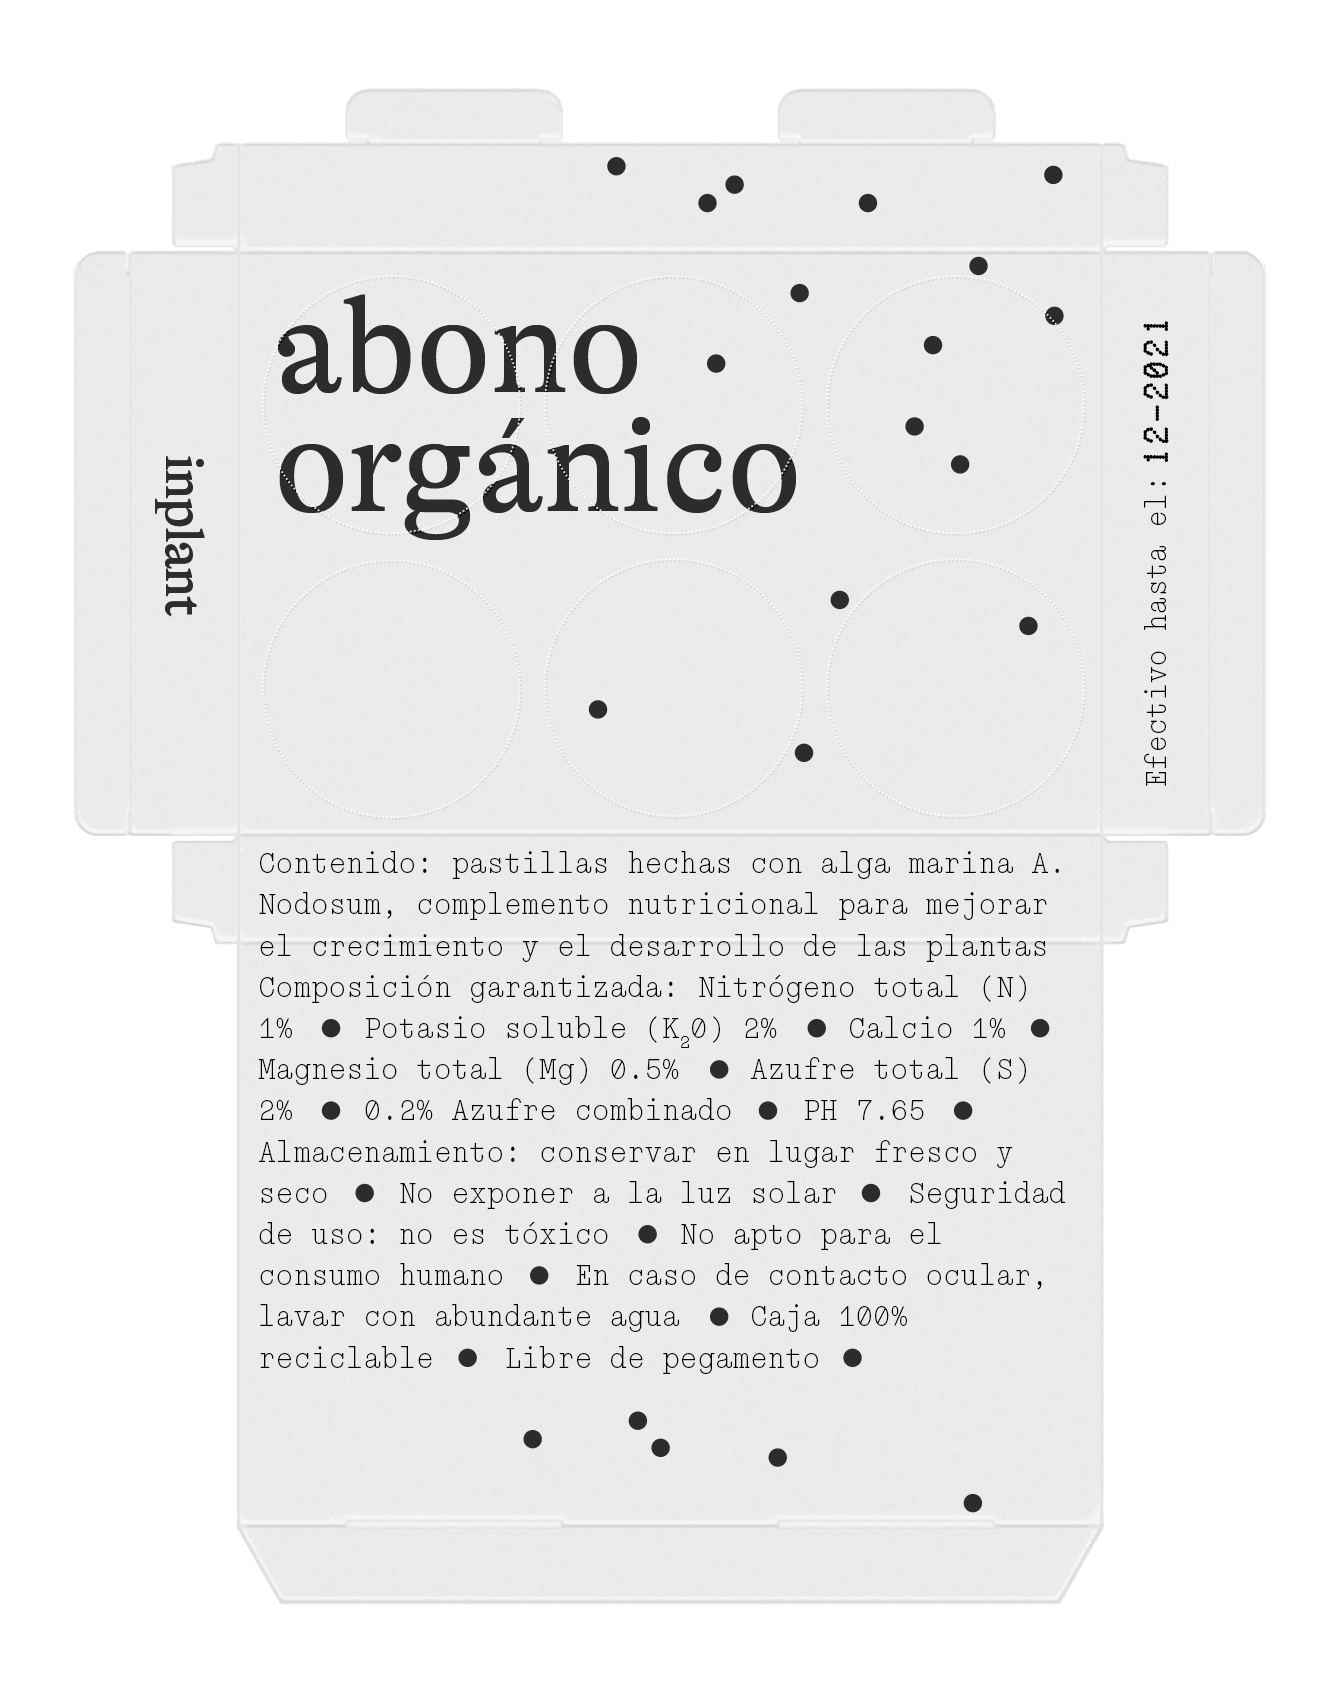 abono
orgánico
inplant
Efectivo hasta el: 12-2021
Contenido: pastillas hechas con alga marina A.
Nodosum, complemento nutricional para mejorar
el crecimiento y el desarrollo de las plantas
Composición garantizada: Nitrógeno total (N)
1% ● Potasio soluble (K₂0) 2% ● Calcio 1% ●
Magnesio total (Mg) 0.5% ● Azufre total (S)
2% ● 0.2% Azufre combinado ● PH 7.65 ●
Almacenamiento: conservar en lugar fresco y
seco ● No exponer a la luz solar ● Seguridad
de uso: no es tóxico ● No apto para el
consumo humano ● En caso de contacto ocular,
lavar con abundante agua ● Caja 100%
reciclable ● Libre de pegamento ●